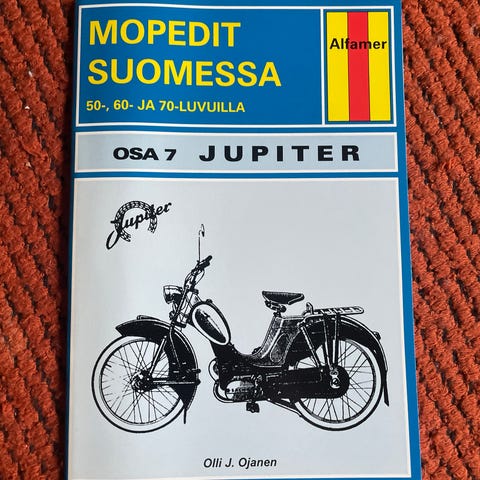 MOPEDIT
SUOMESSA
50-, 60- JA 70-LUVUILLA
Alfamer
OSA 7 JUPITER
Jupiter
Olli J. Ojanen